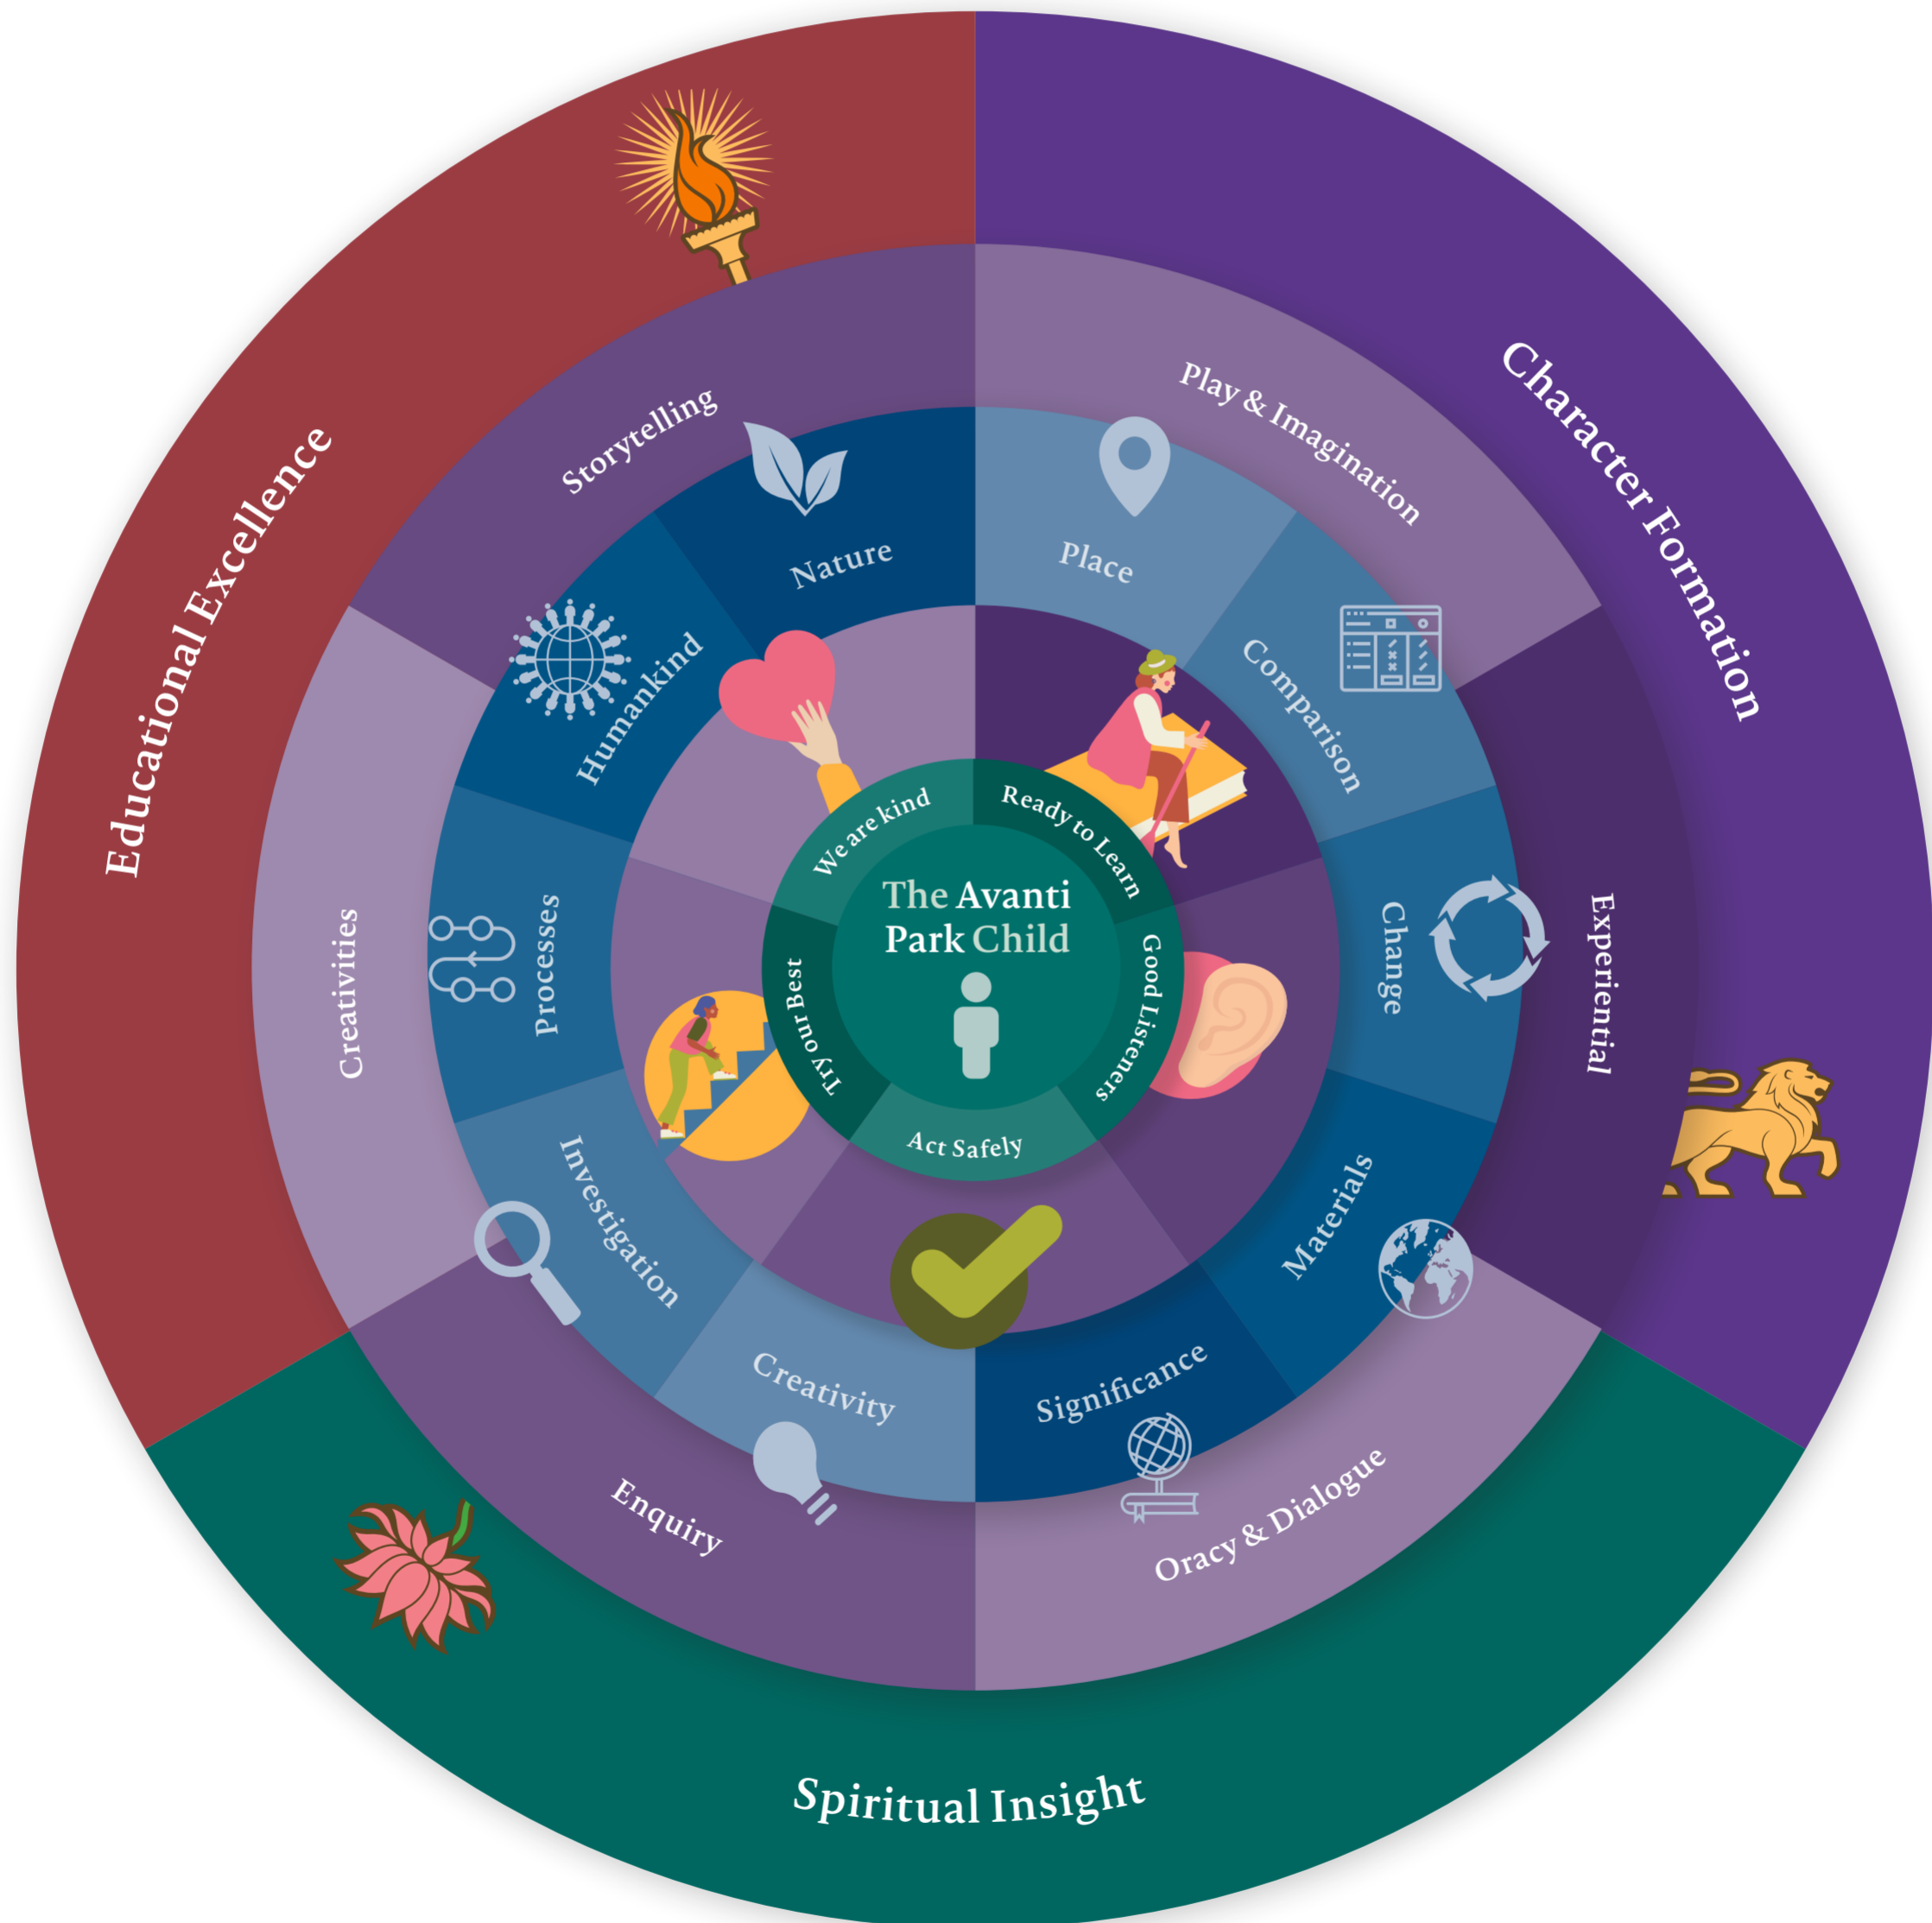 Educational Excellence
Character Formation
Spiritual Insight
Storytelling
Play & Imagination
Experiential
Oracy & Dialogue
Enquiry
Creativities
Nature
Place
Comparison
Change
Materials
Significance
Creativity
Investigation
Processes
Humankind
We are kind
Ready to Learn
Good Listeners
Act Safely
Try our Best
The Avanti
Park Child